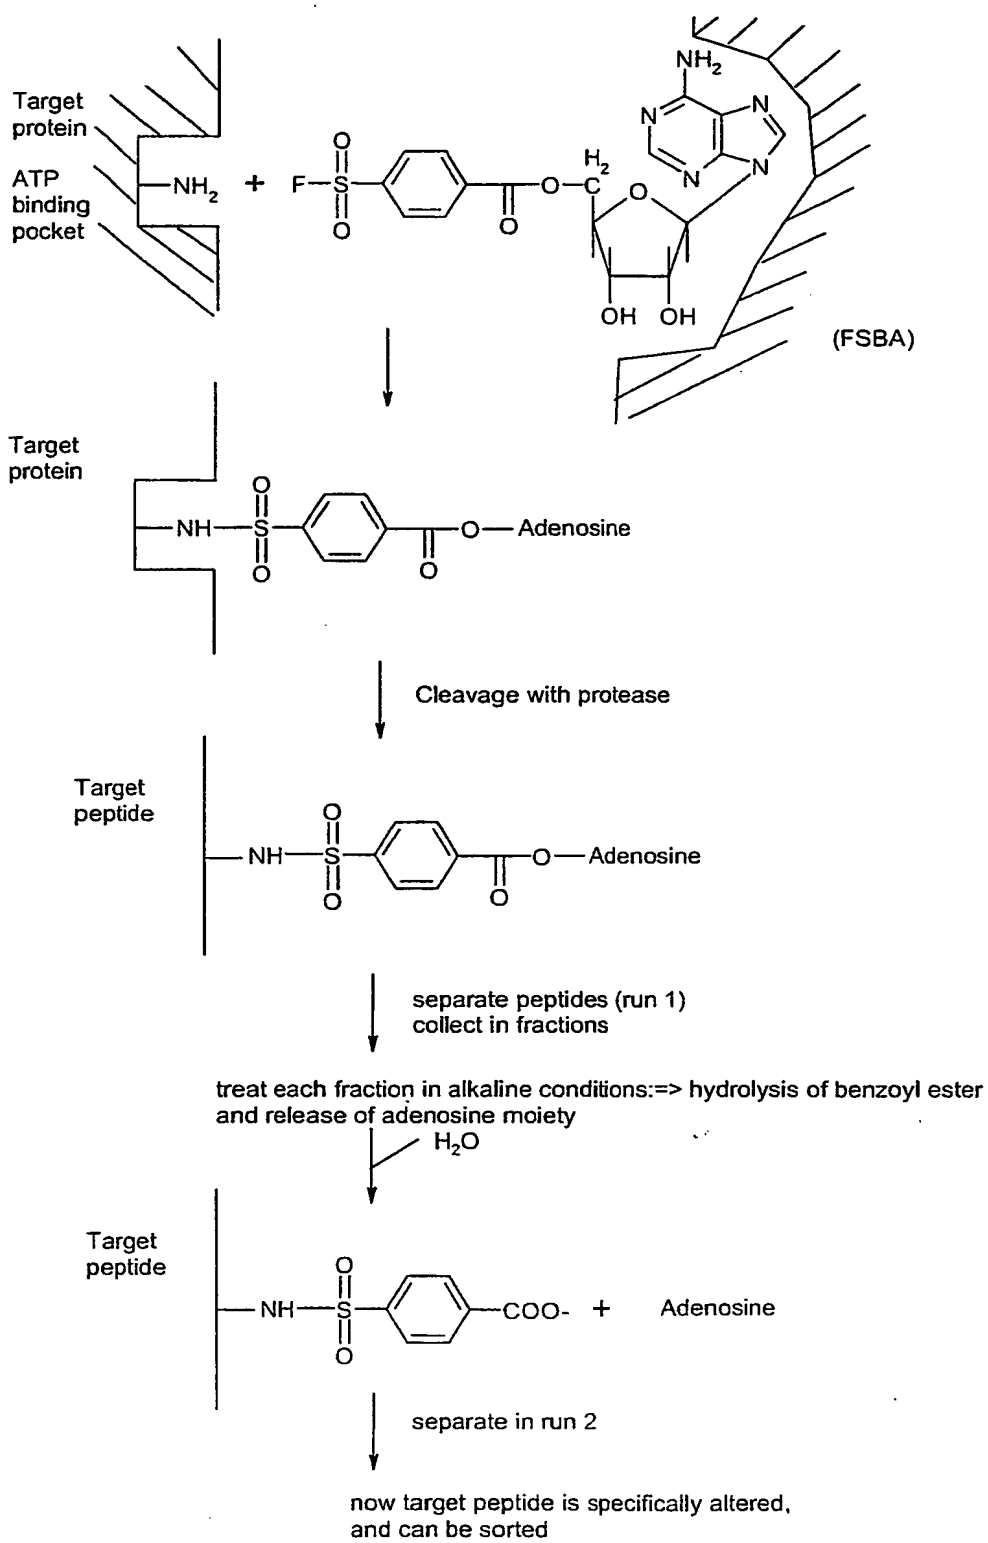 Target
protein
ATP
binding
pocket
NH2
+
F
S
O
O
O
O
H2
C
O
NH2
N
N
N
N
OH
OH
(FSBA)
Target
protein
NH
S
O
O
O
O
Adenosine
Cleavage with protease
Target
peptide
NH
S
O
O
O
O
Adenosine
separate peptides (run 1)
collect in fractions
treat each fraction in alkaline conditions:=> hydrolysis of benzoyl ester
and release of adenosine moiety
H2O
Target
peptide
NH
S
O
O
COO-
+
Adenosine
separate in run 2
now target peptide is specifically altered,
and can be sorted